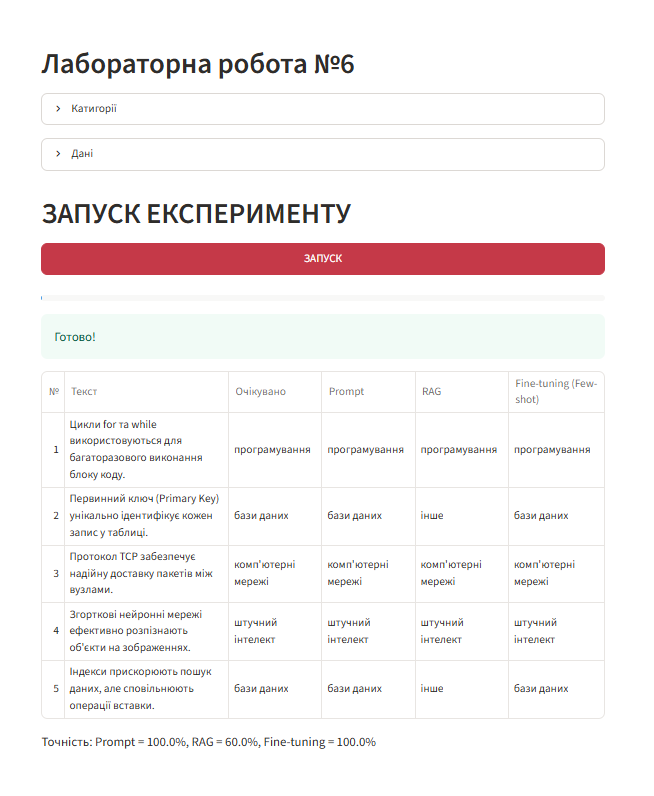 Лабораторна робота №6
Катигорії
Дані
ЗАПУСК ЕКСПЕРИМЕНТУ
ЗАПУСК
Готово!
№ Текст Очікувано Prompt RAG Fine-tuning (Few-
shot)
1 Цикли for та while
використовуються для
багаторазового виконання
блоку коду.
програмування програмування програмування програмування
2 Первинний ключ (Primary Key)
унікально ідентифікує кожен
запис у таблиці.
бази даних бази даних інше бази даних
3 Протокол TCP забезпечує
надійну доставку пакетів між
вузлами.
комп'ютерні комп'ютерні комп'ютерні комп'ютерні
мережі мережі мережі мережі
4 Згорткові нейронні мережі
ефективно розпізнають
об'єкти на зображеннях.
штучний штучний штучний штучний
інтелект інтелект інтелект інтелект
5 Індекси прискорюють пошук
даних, але сповільнюють
операції вставки.
бази даних бази даних інше бази даних
Точність: Prompt = 100.0%, RAG = 60.0%, Fine-tuning = 100.0%